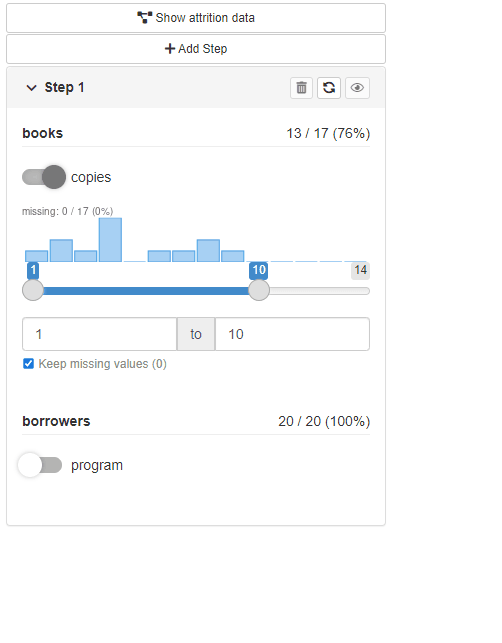 Show attrition data
Add Step
Step 1
books 13 / 17 (76%)
copies
missing: 0 / 17 (0%)
1 10 14
1 to 10
Keep missing values (0)
borrowers 20 / 20 (100%)
program